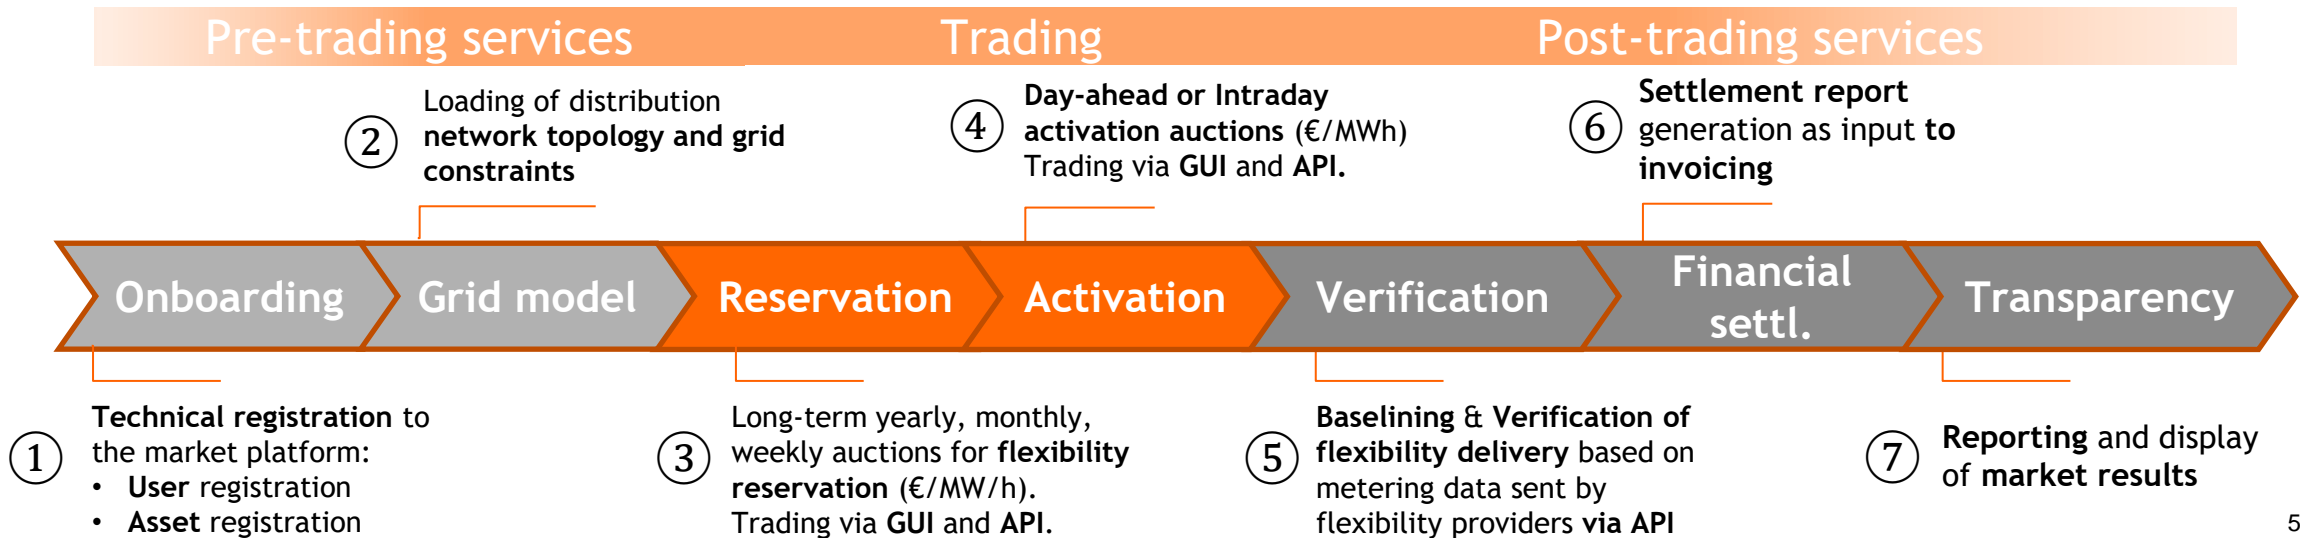 Pre-trading services
Trading
Post-trading services
② Loading of distribution
network topology and grid
constraints
④ Day-ahead or Intraday
activation auctions (€/MWh)
Trading via GUI and API.
⑥ Settlement report
generation as input to
invoicing
Onboarding
Grid model
Reservation
Activation
Verification
Financial
settl.
Transparency
① Technical registration to
the market platform:
• User registration
• Asset registration
③ Long-term yearly, monthly,
weekly auctions for flexibility
reservation (€/MW/h).
Trading via GUI and API.
⑤ Baselining & Verification of
flexibility delivery based on
metering data sent by
flexibility providers via API
⑦ Reporting and display
of market results
5